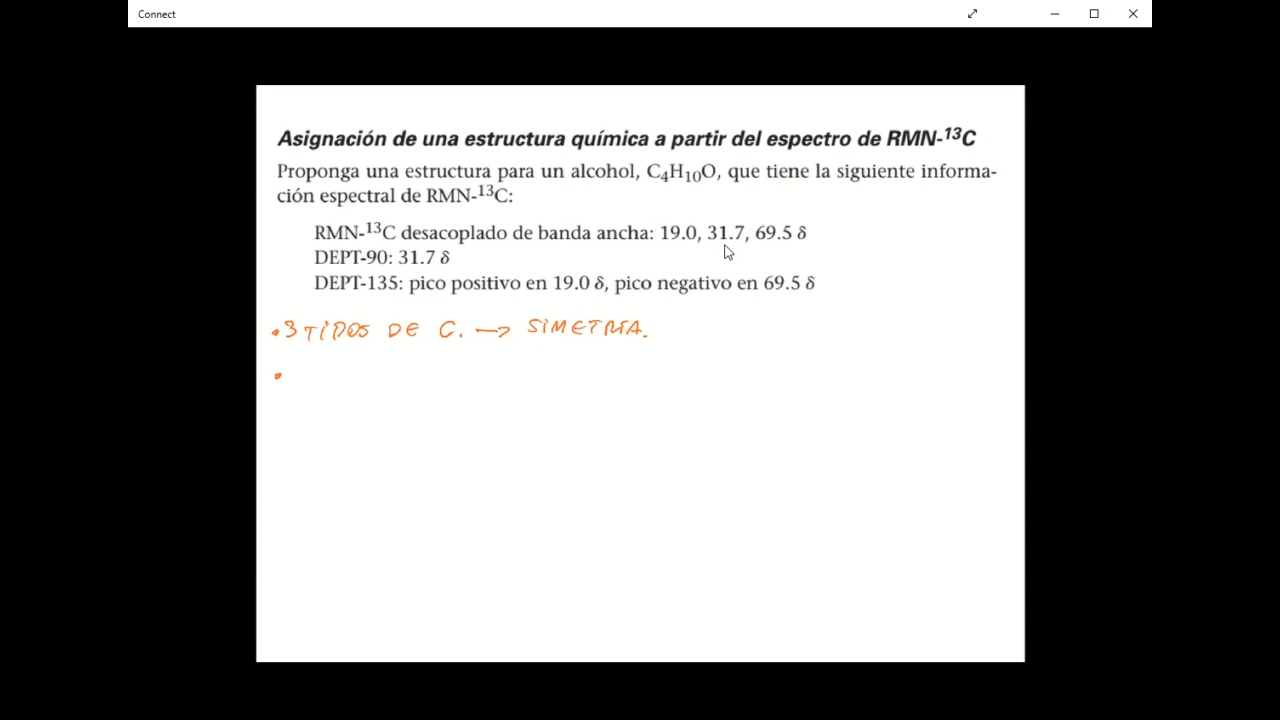 Connect
Asignación de una estructura química a partir del espectro de RMN-¹³C
Proponga una estructura para un alcohol, C₄H₁₀O, que tiene la siguiente informa-
ción espectral de RMN-¹³C:
RMN-¹³C desacoplado de banda ancha: 19.0, 31.7, 69.5 δ
DEPT-90: 31.7 δ
DEPT-135: pico positivo en 19.0 δ, pico negativo en 69.5 δ
• 3 TIPOS DE C. → SIMETRÍA.
•